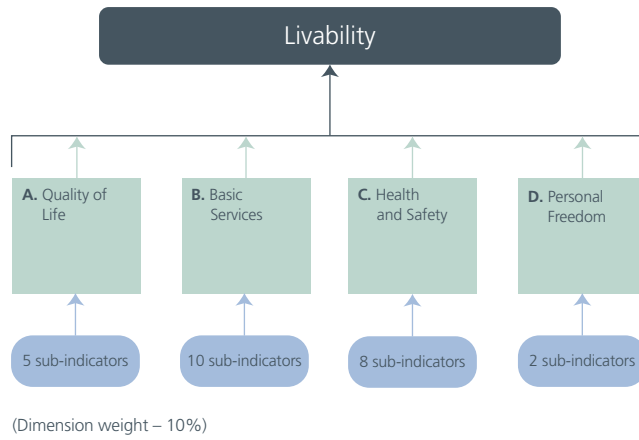 Livability
A. Quality of
Life
B. Basic
Services
C. Health
and Safety
D. Personal
Freedom
5 sub-indicators
10 sub-indicators
8 sub-indicators
2 sub-indicators
(Dimension weight – 10%)